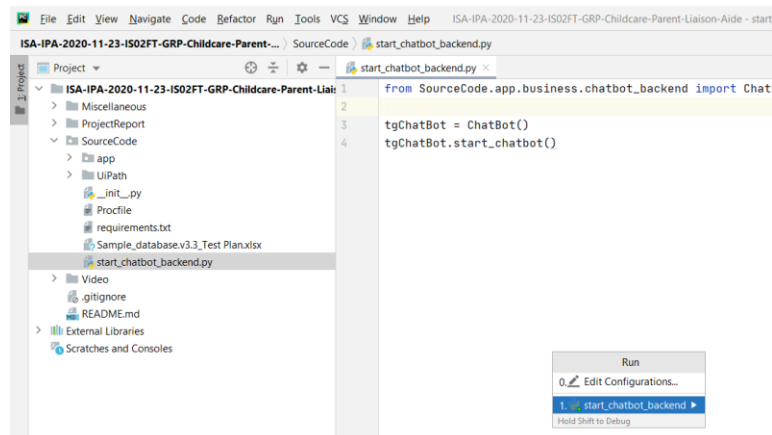 File Edit View Navigate Code Refactor Run Tools VCS Window Help ISA-IPA-2020-11-23-IS02FT-GRP-Childcare-Parent-Liaison-Aide - start
ISA-IPA-2020-11-23-IS02FT-GRP-Childcare-Parent-... SourceCode start_chatbot_backend.py
1: Project
Project
start_chatbot_backend.py
ISA-IPA-2020-11-23-IS02FT-GRP-Childcare-Parent-Liais
Miscellaneous
ProjectReport
SourceCode
app
UiPath
__init__.py
Procfile
requirements.txt
Sample_database.v3.3_Test Plan.xlsx
start_chatbot_backend.py
Video
.gitignore
README.md
External Libraries
Scratches and Consoles
1 from SourceCode.app.business.chatbot_backend import Chat
2
3 tgChatBot = ChatBot()
4 tgChatBot.start_chatbot()
Run
0. Edit Configurations...
1. start_chatbot_backend
Hold Shift to Debug